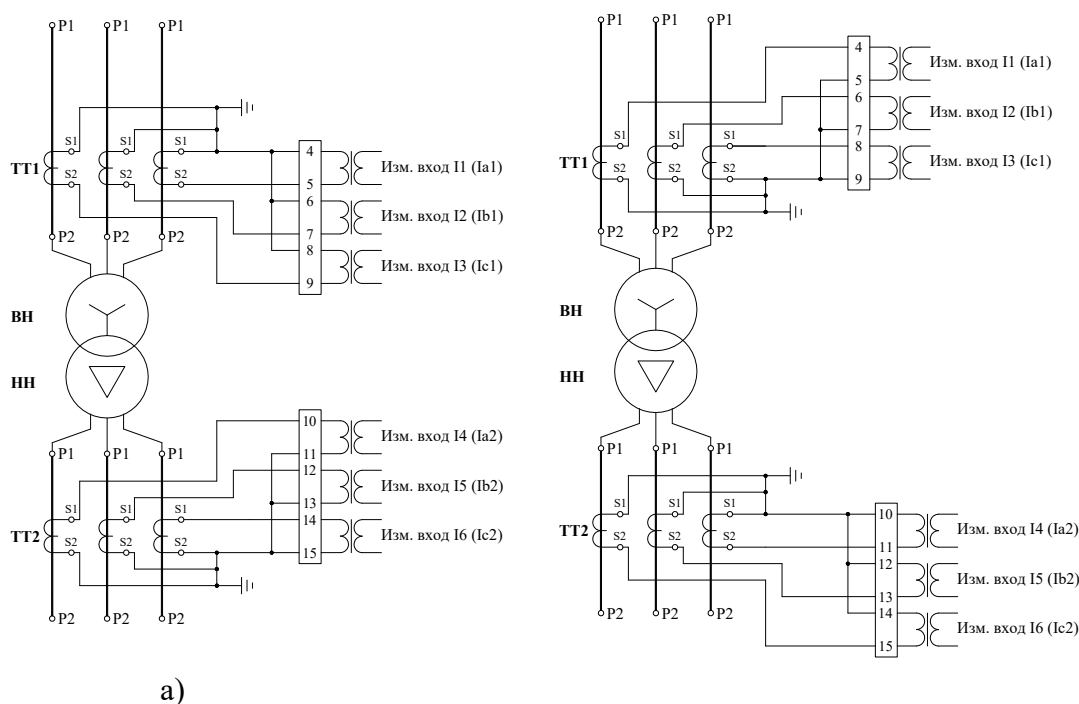 P1 P1 P1
S1 S1 S1
ТТ1
S2 S2 S2
4 Изм. вход I1 (Ia1)
5
6 Изм. вход I2 (Ib1)
7
8 Изм. вход I3 (Ic1)
9
P2 P2 P2
ВН
НН
P1 P1 P1
S1 S1 S1
ТТ2
S2 S2 S2
10 Изм. вход I4 (Ia2)
11
12 Изм. вход I5 (Ib2)
13
14 Изм. вход I6 (Ic2)
15
P2 P2 P2
а)
P1 P1 P1
4 Изм. вход I1 (Ia1)
5
6 Изм. вход I2 (Ib1)
7
8 Изм. вход I3 (Ic1)
9
S1 S1 S1
ТТ1
S2 S2 S2
P2 P2 P2
ВН
НН
P1 P1 P1
S1 S1 S1
ТТ2
S2 S2 S2
10 Изм. вход I4 (Ia2)
11
12 Изм. вход I5 (Ib2)
13
14 Изм. вход I6 (Ic2)
15
P2 P2 P2